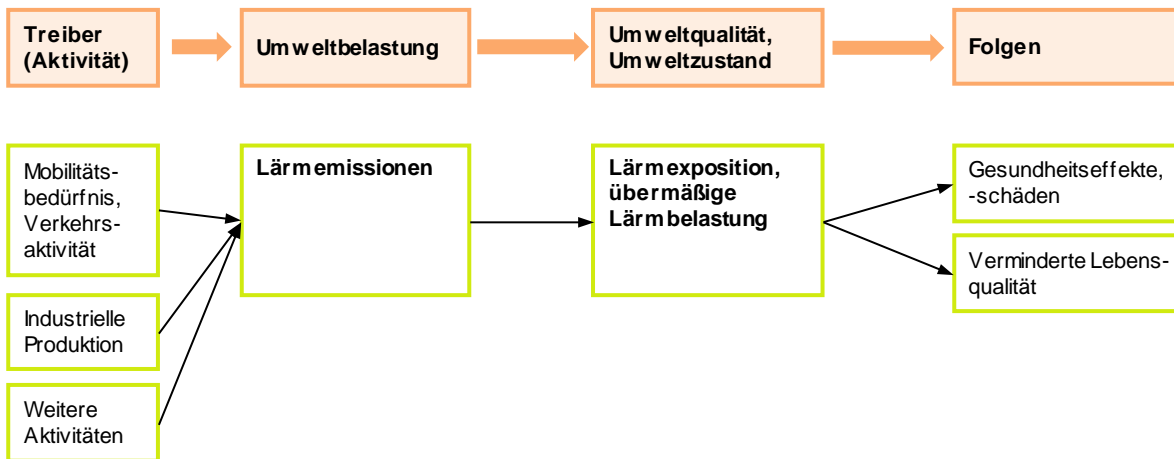 Treiber
(Aktivität)
Umweltbelastung
Umweltqualität,
Umweltzustand
Folgen
Mobilitäts-
bedürfnis,
Verkehrs-
aktivität
Industrielle
Produktion
Weitere
Aktivitäten
Lärmemissionen
Lärmexposition,
übermäßige
Lärmbelastung
Gesundheitseffekte,
-schäden
Verminderte Lebens-
qualität